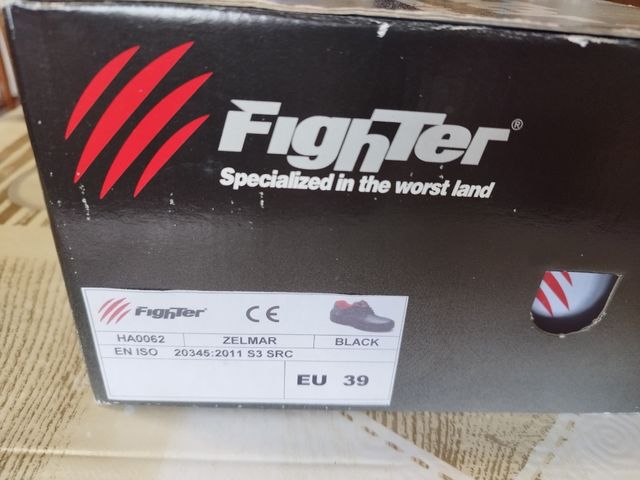 FighTer®
Specialized in the worst land
FighTer CE
HA0062 ZELMAR BLACK
EN ISO 20345:2011 S3 SRC
EU 39